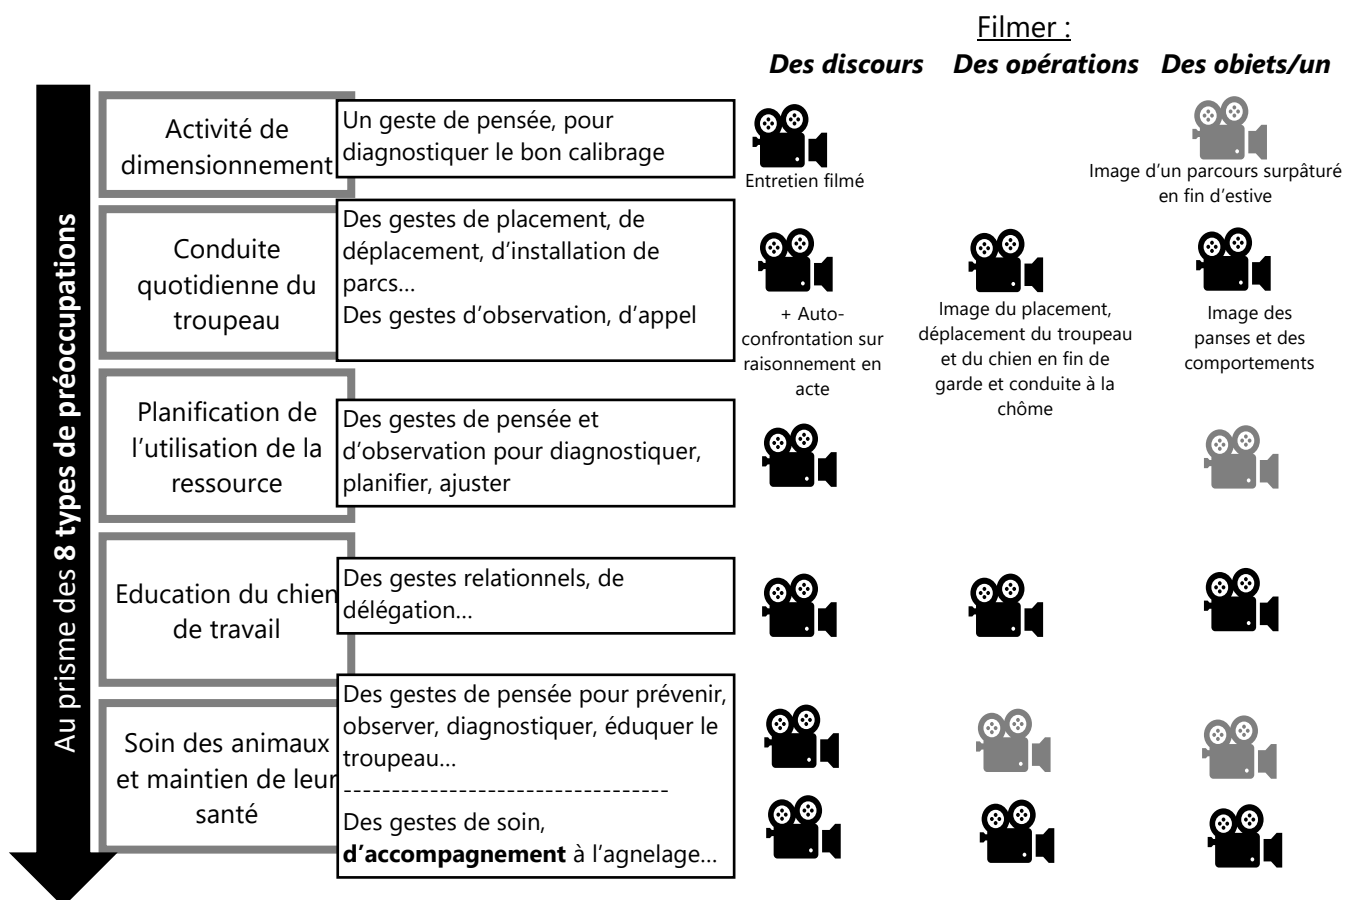 Filmer :
Des discours
Des opérations
Des objets/un
Au prisme des 8 types de préoccupations
Activité de
dimensionnement
Un geste de pensée, pour
diagnostiquer le bon calibrage
Entretien filmé
Image d’un parcours surpâturé
en fin d’estive
Conduite
quotidienne du
troupeau
Des gestes de placement, de
déplacement, d’installation de
parcs…
Des gestes d’observation, d’appel
+ Auto-
confrontation sur
raisonnement en
acte
Image du placement,
déplacement du troupeau
et du chien en fin de
garde et conduite à la
chôme
Image des
panses et des
comportements
Planification de
l’utilisation de la
ressource
Des gestes de pensée et
d’observation pour diagnostiquer,
planifier, ajuster
Education du chien
de travail
Des gestes relationnels, de
délégation…
Soin des animaux
et maintien de leur
santé
Des gestes de pensée pour prévenir,
observer, diagnostiquer, éduquer le
troupeau…
----------------------------------
Des gestes de soin,
d’accompagnement à l’agnelage…